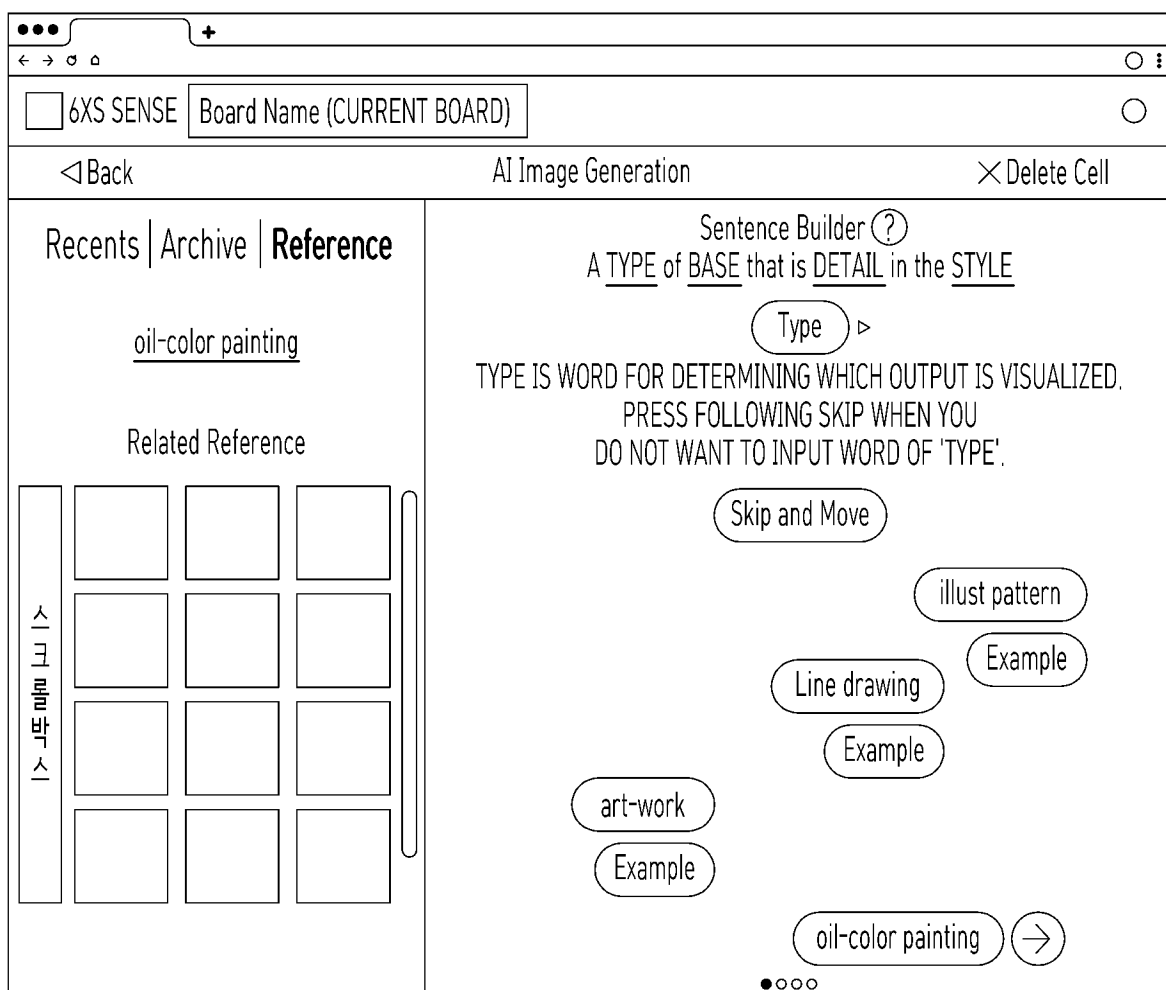 6XS SENSE Board Name (CURRENT BOARD)
Back AI Image Generation Delete Cell
Recents | Archive | Reference
oil-color painting
Related Reference
스크롤박스
Sentence Builder ?
A TYPE of BASE that is DETAIL in the STYLE
Type
TYPE IS WORD FOR DETERMINING WHICH OUTPUT IS VISUALIZED.
PRESS FOLLOWING SKIP WHEN YOU
DO NOT WANT TO INPUT WORD OF 'TYPE'.
Skip and Move
illust pattern
Example
Line drawing
Example
art-work
Example
oil-color painting